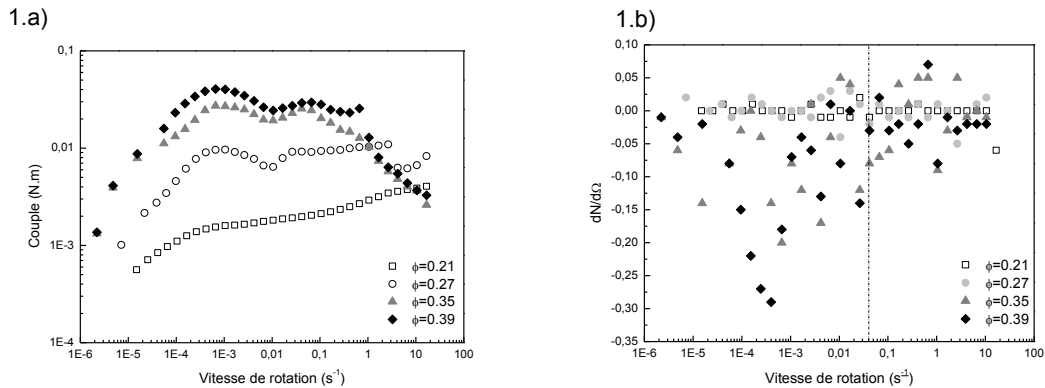 1.a)
0,1
0,01
1E-3
1E-4
Couple (N.m)
1E-6 1E-5 1E-4 1E-3 0,01 0,1 1 10 100
Vitesse de rotation (s⁻¹)
ϕ=0.21
ϕ=0.27
ϕ=0.35
ϕ=0.39
1.b)
0,10
0,05
0,00
-0,05
-0,10
-0,15
-0,20
-0,25
-0,30
-0,35
dN/dΩ
1E-6 1E-5 1E-4 1E-3 0,01 0,1 1 10 100
Vitesse de rotation (s⁻¹)
ϕ=0.21
ϕ=0.27
ϕ=0.35
ϕ=0.39